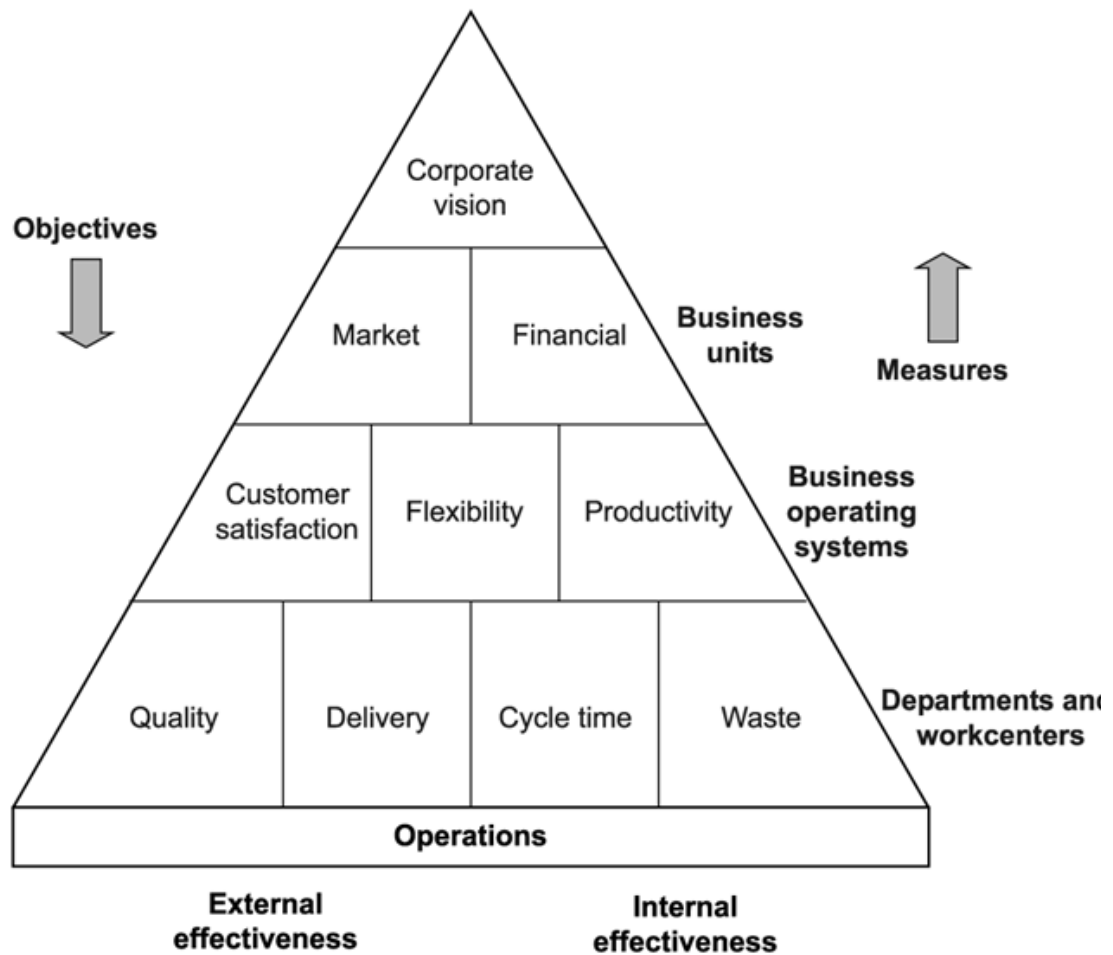 Corporate
vision
Objectives
Market
Financial
Business
units
Measures
Customer
satisfaction
Flexibility
Productivity
Business
operating
systems
Quality
Delivery
Cycle time
Waste
Departments and
workcenters
Operations
External
effectiveness
Internal
effectiveness